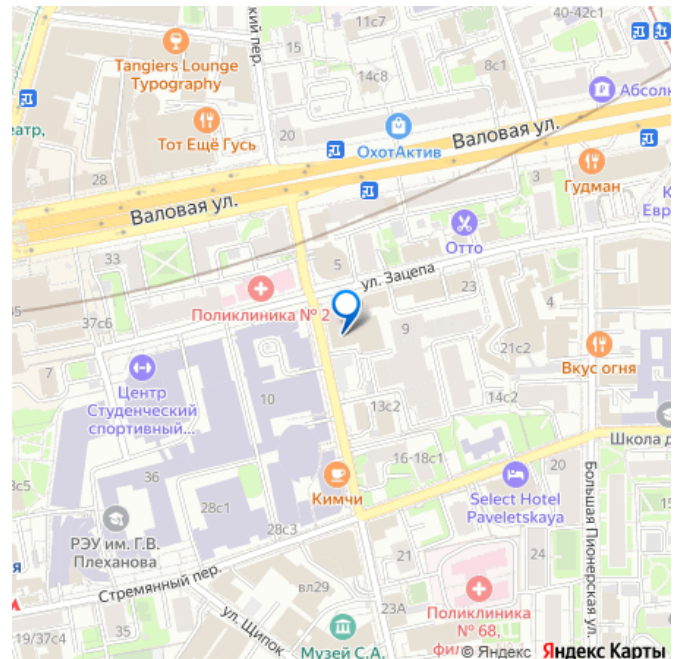 кий пер.
11с7
40-42с1
15
Tangiers Lounge
Typography
14с8
8с1
Абсолю
еатр,
Тот Ещё Гусь
20
ОхотАктив
Валовая ул.
28
3
Гудман
К
Евр
Валовая ул.
Отто
33
5
ул. Зацепа
35
Поликлиника № 2
23
4
37с6
9
7
21с2
Вкус огня
Центр
Студенческий
спортивный...
10
13с2
14с2
Школа д
16-18с1
8с5
36
Кимчи
Select Hotel
Paveletskaya
20
15
28с1
РЭУ им. Г.В.
Плеханова
28с3
Большая Пионерская ул.
я
Стремянный пер.
21
24
вл29
Поликлиника
№ 68,
фил
23А
ул. Щипок
35
19/37с4
Музей С.А.
© Яндекс Яндекс Карты